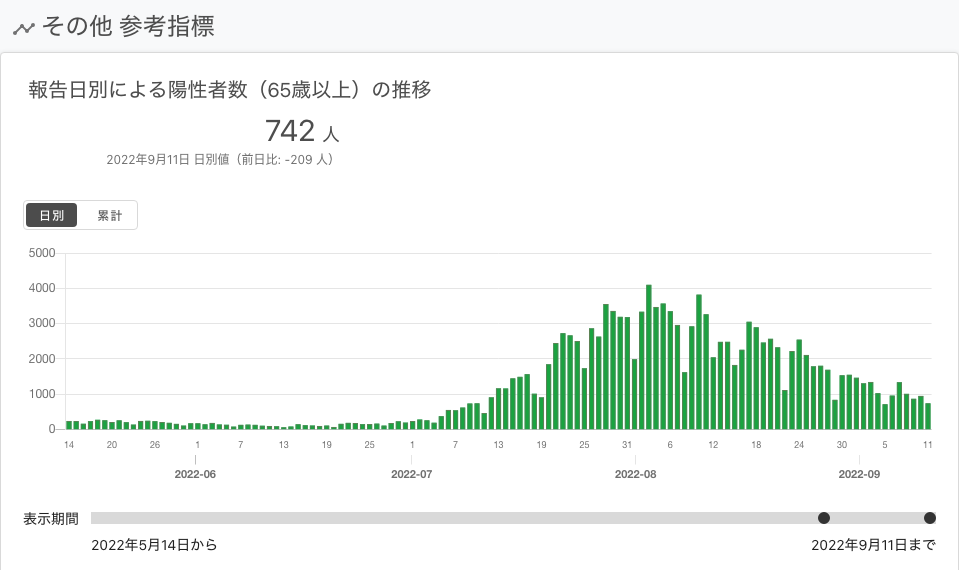 その他 参考指標
報告日別による陽性者数（65歳以上）の推移
742 人
2022年9月11日 日別値（前日比: -209 人）
日別 累計
5000
4000
3000
2000
1000
0
14 20 26 1 7 13 19 25 1 7 13 19 25 31 6 12 18 24 30 5 11
2022-06 2022-07 2022-08 2022-09
表示期間
2022年5月14日から 2022年9月11日まで